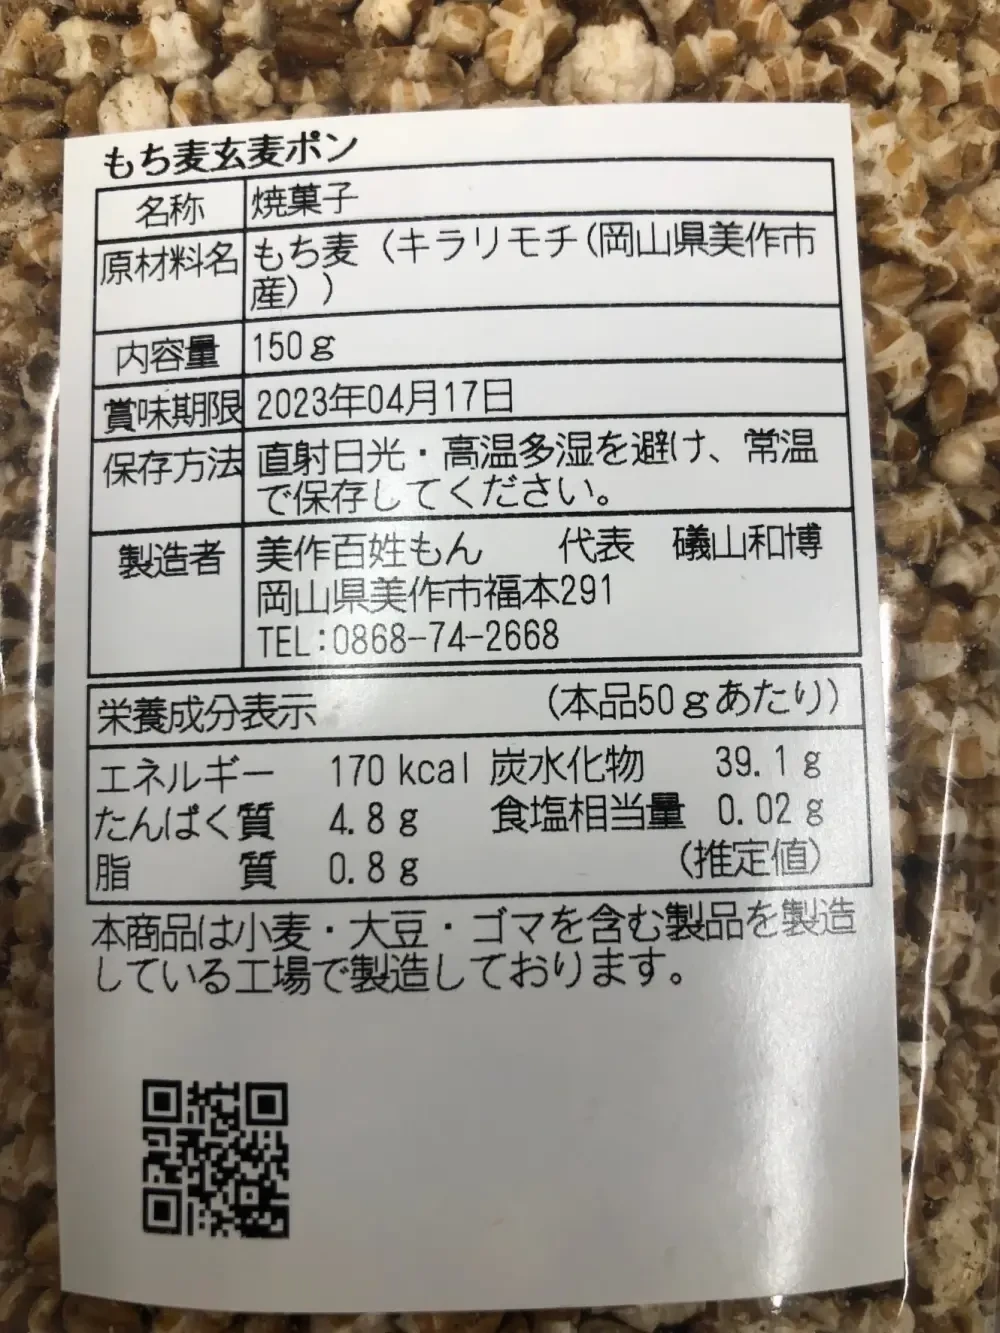 もち麦玄麦ポン
名称 焼菓子
原材料名 もち麦（キラリモチ(岡山県美作市
産））
内容量 150ｇ
賞味期限 2023年04月17日
保存方法 直射日光・高温多湿を避け、常温
で保存してください。
製造者 美作百姓もん 代表 礒山和博
岡山県美作市福本291
TEL:0868-74-2668
栄養成分表示 (本品50ｇあたり)
エネルギー 170 kcal 炭水化物 39.1ｇ
たんぱく質 4.8ｇ 食塩相当量 0.02ｇ
脂質 0.8ｇ (推定値)
本商品は小麦・大豆・ゴマを含む製品を製造
している工場で製造しております。